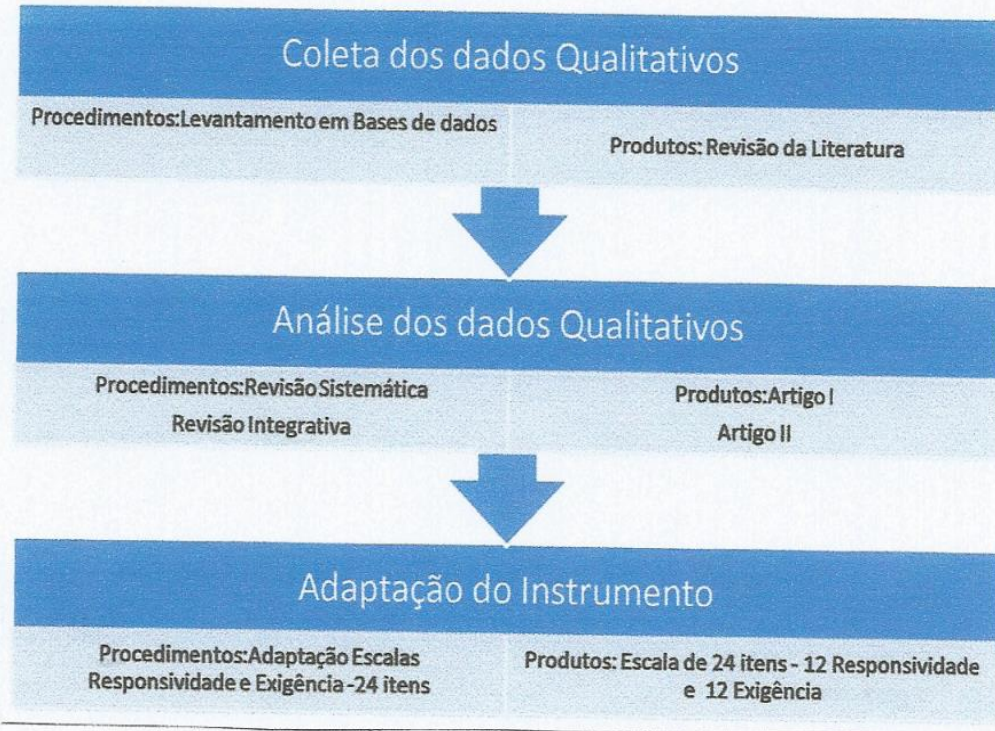 Coleta dos dados Qualitativos
Procedimentos:Levantamento em Bases de dados
Produtos: Revisão da Literatura
Análise dos dados Qualitativos
Procedimentos:Revisão Sistemática
Revisão Integrativa
Produtos:Artigo I
Artigo II
Adaptação do Instrumento
Procedimentos:Adaptação Escalas
Responsividade e Exigência -24 itens
Produtos: Escala de 24 itens - 12 Responsividade
e 12 Exigência